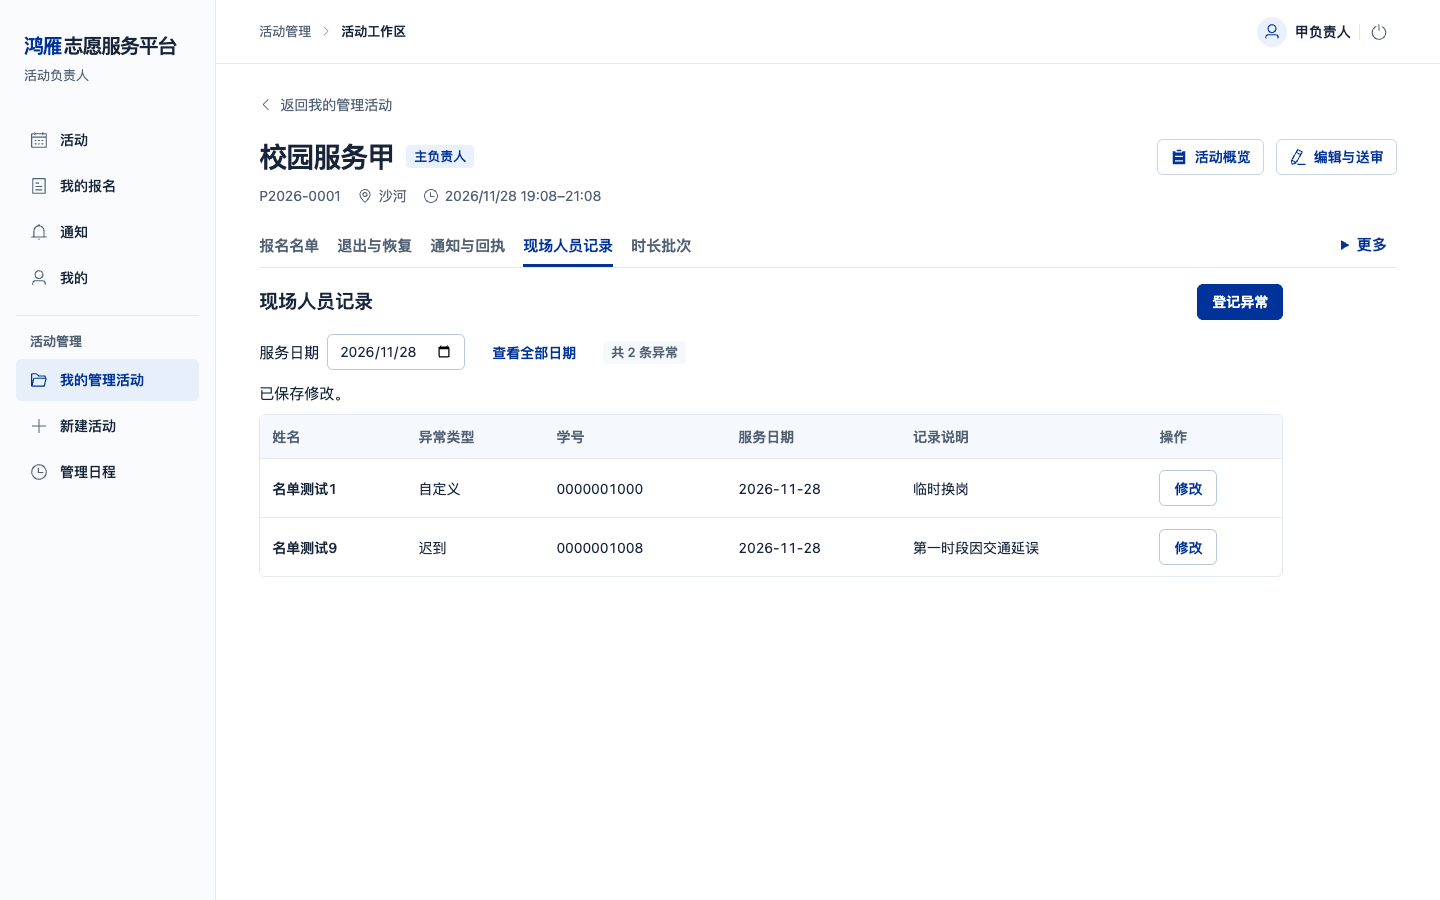 鸿雁志愿服务平台
活动负责人
活动
我的报名
通知
我的
活动管理
我的管理活动
新建活动
管理日程
活动管理 > 活动工作区
甲负责人
返回我的管理活动
校园服务甲 主负责人
活动概览 编辑与送审
P2026-0001 沙河 2026/11/28 19:08–21:08
报名名单 退出与恢复 通知与回执 现场人员记录 时长批次 更多
现场人员记录
登记异常
服务日期 2026/11/28 查看全部日期 共 2 条异常
已保存修改。
姓名 异常类型 学号 服务日期 记录说明 操作
名单测试1 自定义 0000001000 2026-11-28 临时换岗 修改
名单测试9 迟到 0000001008 2026-11-28 第一时段因交通延误 修改